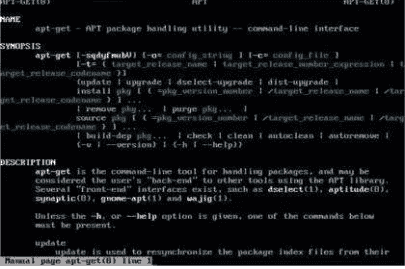 APT-GET(8) APT APT-GET(8)
NAME
apt-get - APT package handling utility -- command-line interface
SYNOPSIS
apt-get [-sqdyfmubV] [-o= config_string ] [-c= config_file ]
[-t= { target_release_name | target_release_number_expression | t
arget_release_codename }]
{update | upgrade | dselect-upgrade | dist-upgrade |
install pkg [ { =pkg_version_number | /target_release_name | /tar
get_release_codename } ] ... |
| remove pkg... | purge pkg... |
source pkg [ { =pkg_version_number | /target_release_name | /tar
get_release_codename } ] ...
| build-dep pkg... | check | clean | autoclean | autoremove |
{-v | --version} | {-h | --help}}
DESCRIPTION
apt-get is the command-line tool for handling packages, and may be
considered the user's "back-end" to other tools using the APT library.
Several "front-end" interfaces exist, such as dselect(1), aptitude(8),
synaptic(8), gnome-apt(1) and wajig(1).
Unless the -h, or --help option is given, one of the commands below
must be present.
update
update is used to resynchronize the package index files from their
Manual page apt-get(8) line 1